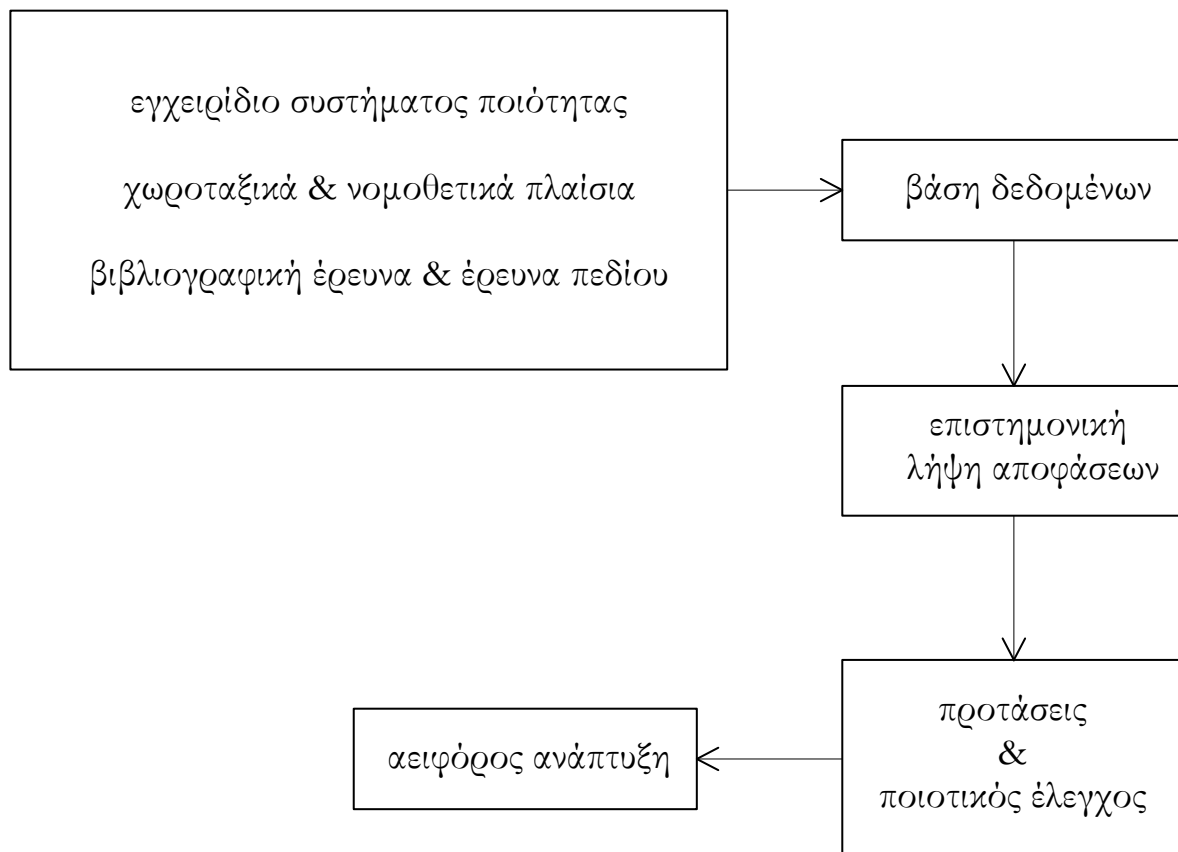 εγχειρίδιο συστήματος ποιότητας
χωροταξικά & νομοθετικά πλαίσια
βιβλιογραφική έρευνα & έρευνα πεδίου
βάση δεδομένων
επιστημονική
λήψη αποφάσεων
προτάσεις
&
ποιοτικός έλεγχος
αειφόρος ανάπτυξη